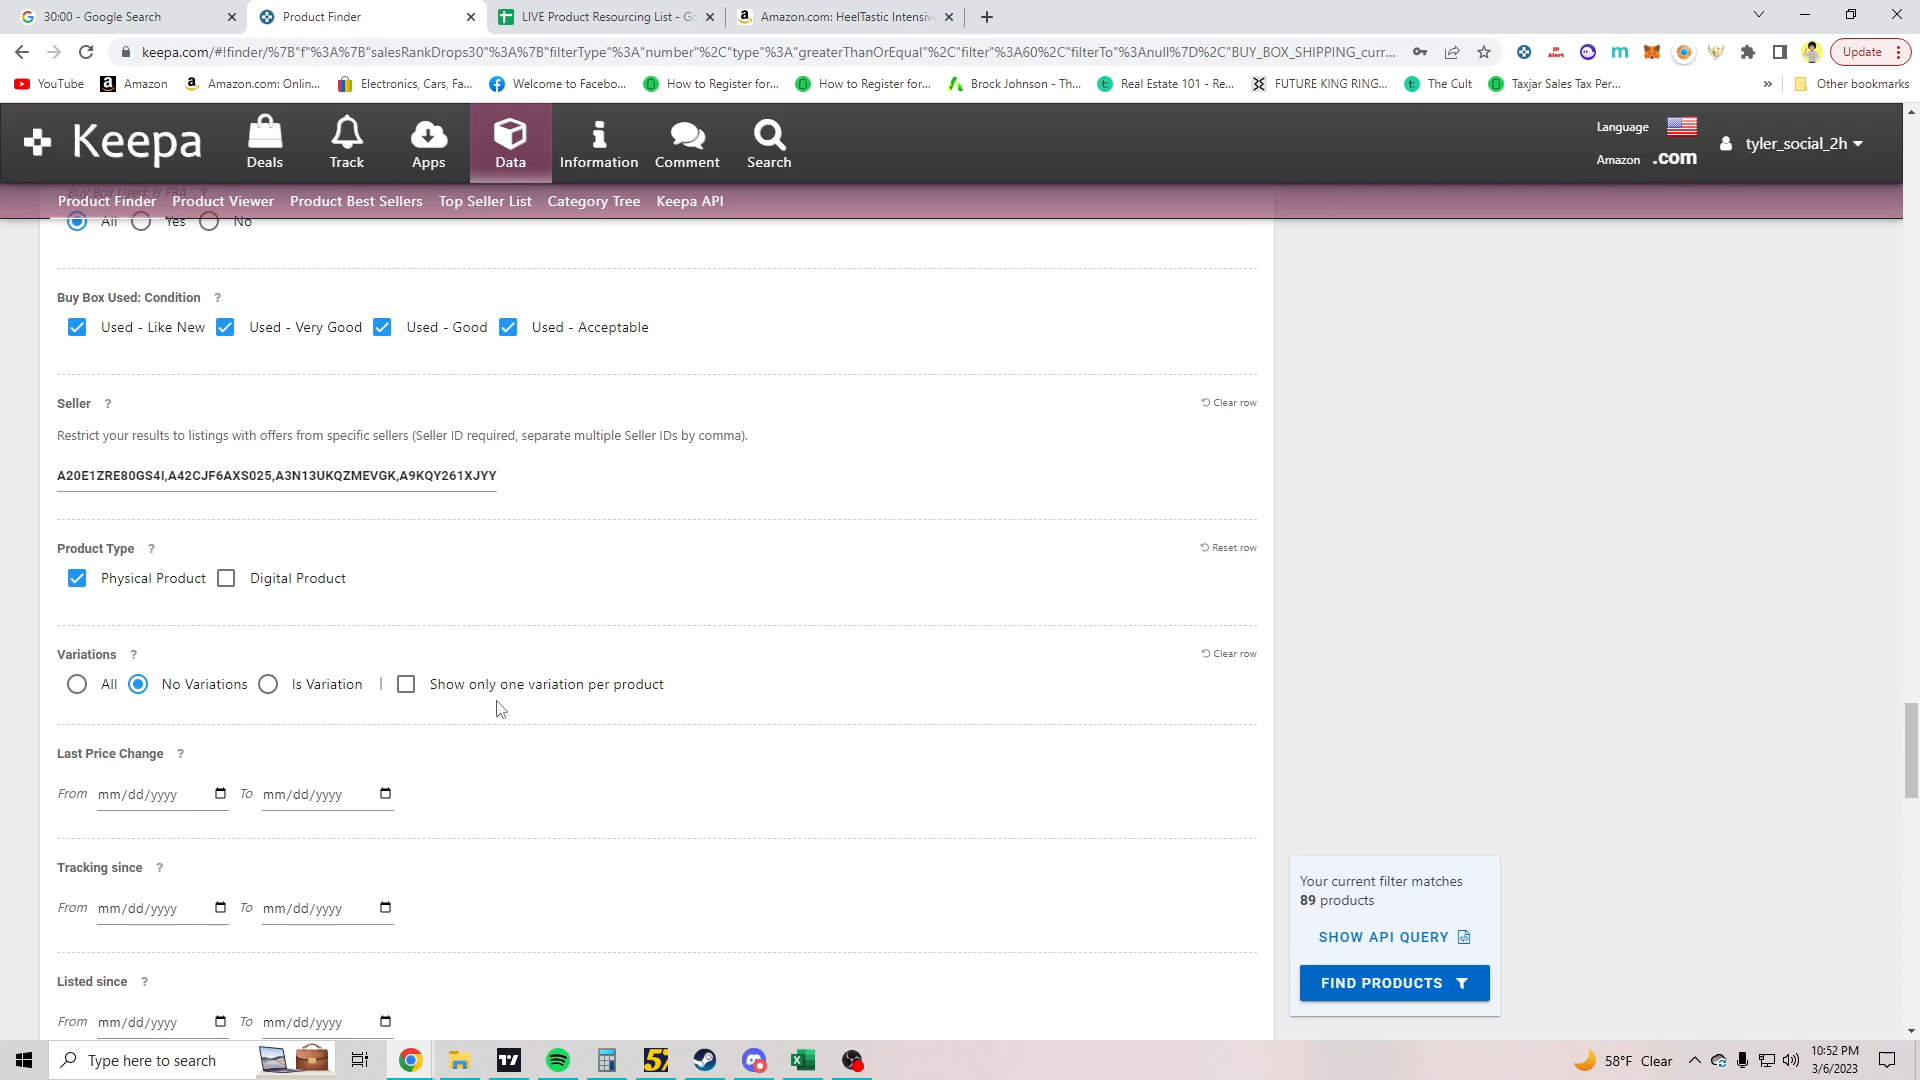 30:00 - Google Search
Product Finder
LIVE Product Resourcing List - Go
Amazon.com: HeelTastic Intensive
keepa.com/#!finder/%7B"f"%3A%7B"salesRankDrops30"%3A%7B"filterType"%3A"number"%2C"type"%3A"greaterThanOrEqual"%2C"filter"%3A60%2C"filterTo"%3Anull%7D%2C"BUY_BOX_SHIPPING_curr...
Update
YouTube
Amazon
Amazon.com: Onlin...
Electronics, Cars, Fa...
Welcome to Facebo...
How to Register for...
How to Register for...
Brock Johnson - Th...
Real Estate 101 - Re...
FUTURE KING RING...
The Cult
Taxjar Sales Tax Per...
»
Other bookmarks
Keepa
Deals
Track
Apps
Data
Information
Comment
Search
Language
Amazon .com
tyler_social_2h
Buy Box Used: Is FBA ?
Product Finder
Product Viewer
Product Best Sellers
Top Seller List
Category Tree
Keepa API
All Yes No
Buy Box Used: Condition ?
Used - Like New Used - Very Good Used - Good Used - Acceptable
Seller ?
Clear row
Restrict your results to listings with offers from specific sellers (Seller ID required, separate multiple Seller IDs by comma).
A20E1ZRE80GS4I,A42CJF6AXS025,A3N13UKQZMEVGK,A9KQY261XJYY
Product Type ?
Reset row
Physical Product Digital Product
Variations ?
Clear row
All No Variations Is Variation | Show only one variation per product
Last Price Change ?
From mm/dd/yyyy To mm/dd/yyyy
Tracking since ?
From mm/dd/yyyy To mm/dd/yyyy
Listed since ?
From mm/dd/yyyy To mm/dd/yyyy
Your current filter matches
89 products
SHOW API QUERY
FIND PRODUCTS
Type here to search
58°F Clear
10:52 PM
3/6/2023